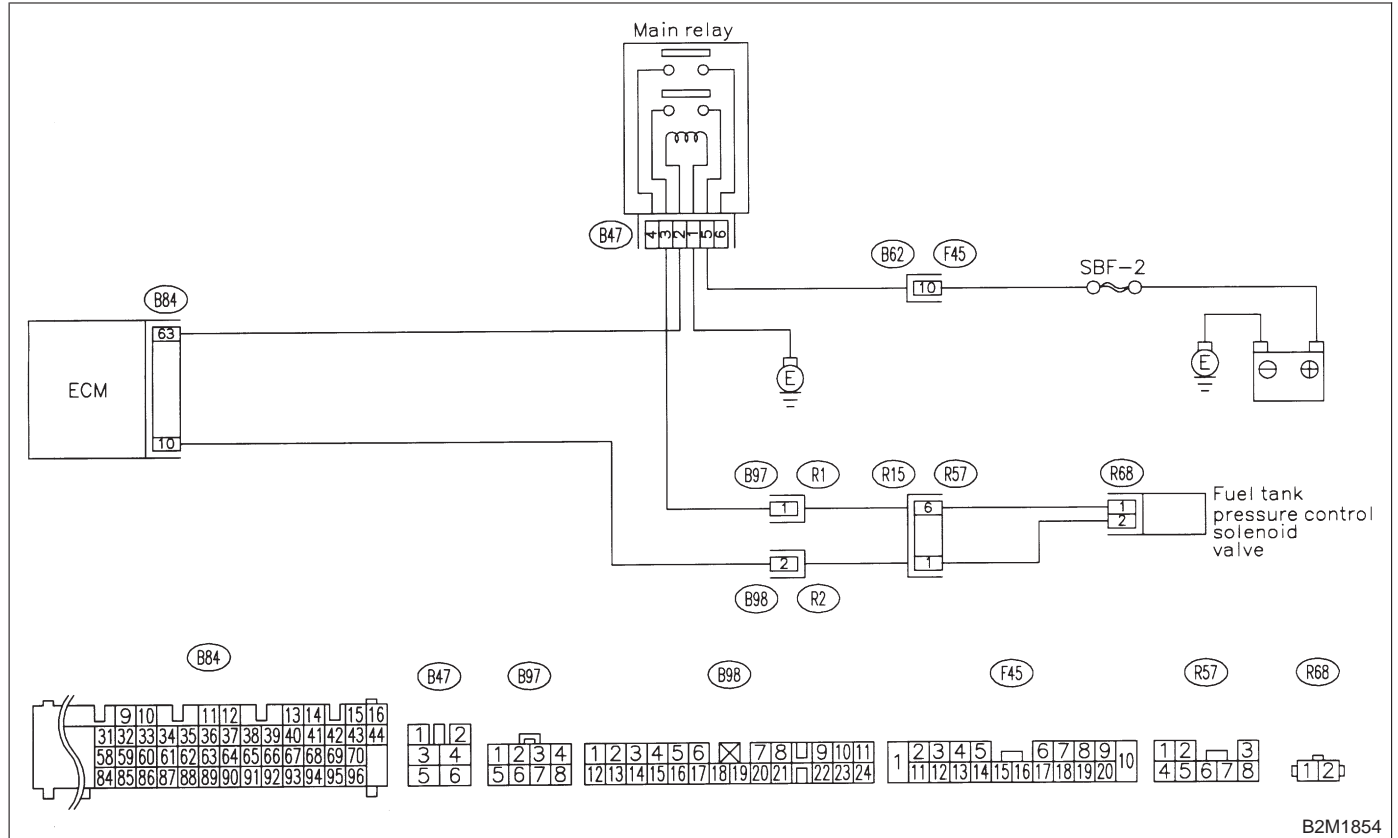 Main relay
B47
4 3 2 1 5 6
B62 F45
10
SBF-2
B84
63
ECM
10
E
E
B97 R1
1
R15 R57
6
1
R68
1
2
Fuel tank
pressure control
solenoid
valve
2
B98 R2
B84
9 10 11 12 13 14 15 16
31 32 33 34 35 36 37 38 39 40 41 42 43 44
58 59 60 61 62 63 64 65 66 67 68 69 70
84 85 86 87 88 89 90 91 92 93 94 95 96
B47
1 2
3 4
5 6
B97
1 2 3 4
5 6 7 8
B98
1 2 3 4 5 6 7 8 9 10 11
12 13 14 15 16 17 18 19 20 21 22 23 24
F45
1 2 3 4 5 6 7 8 9 10
11 12 13 14 15 16 17 18 19 20
R57
1 2 3
4 5 6 7 8
R68
1 2
B2M1854